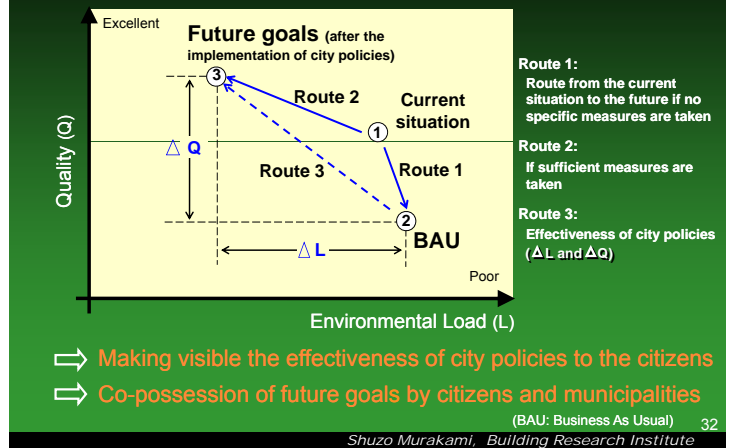 Excellent
Future goals (after the
implementation of city policies)
3
Route 2
Current
situation
1
Δ Q
Route 3
Route 1
2
BAU
Δ L
Poor
Quality (Q)
Environmental Load (L)
Route 1:
Route from the current
situation to the future if no
specific measures are taken
Route 2:
If sufficient measures are
taken
Route 3:
Effectiveness of city policies
(ΔL and ΔQ)
Making visible the effectiveness of city policies to the citizens
Co-possession of future goals by citizens and municipalities
(BAU: Business As Usual)
32
Shuzo Murakami, Building Research Institute